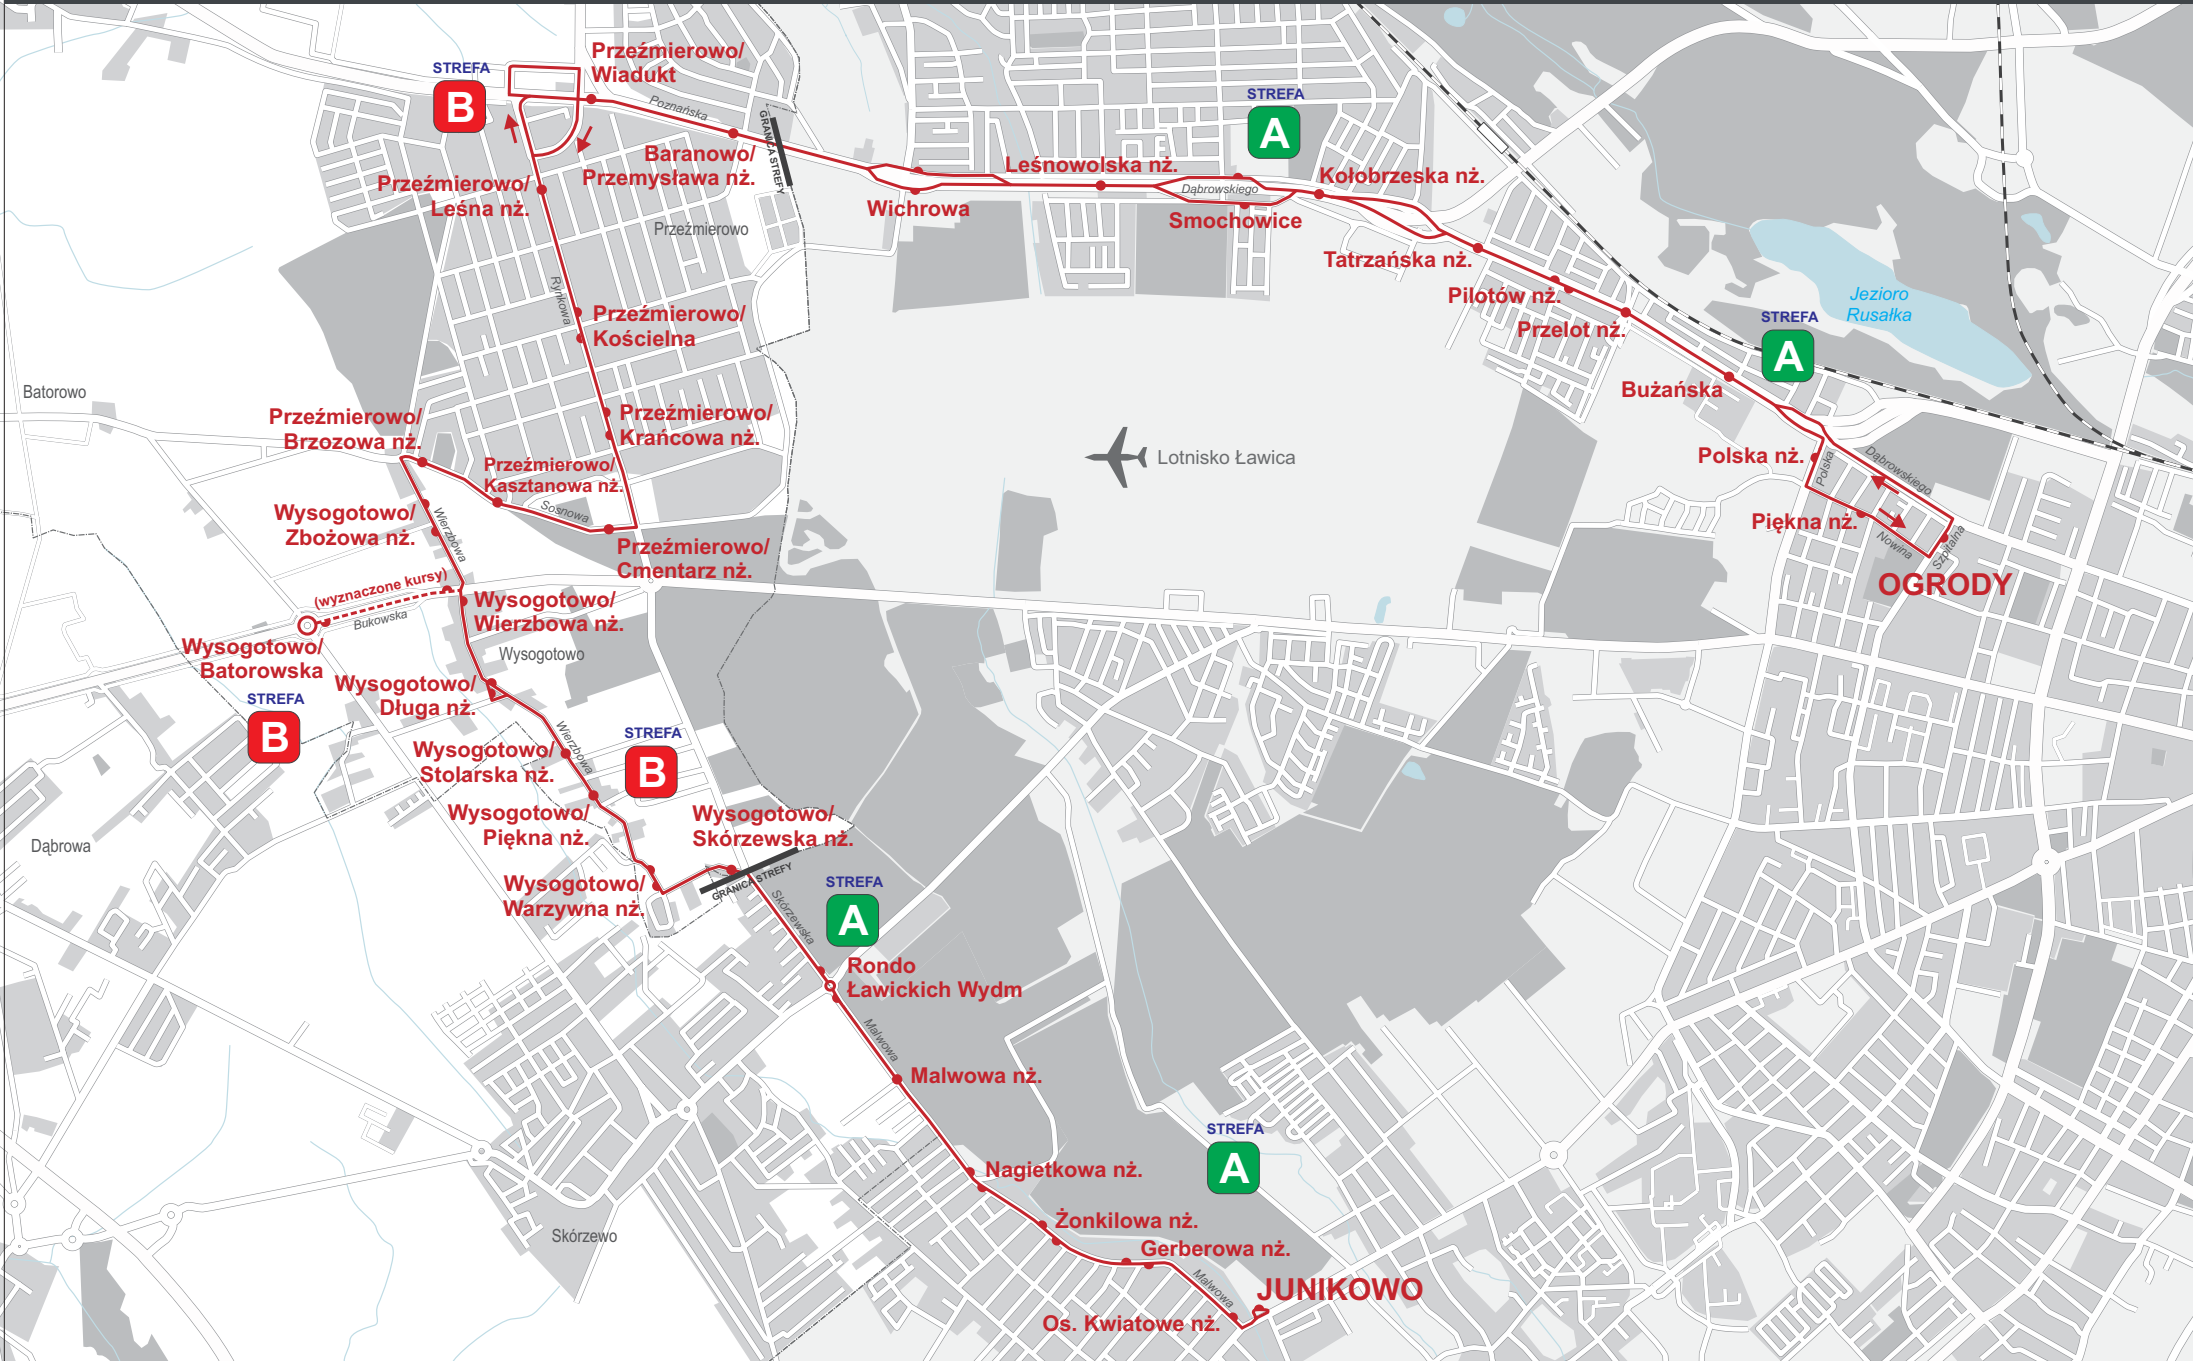 Przeźmierowo/
Wiadukt
STREFA
B
Poznańska
GRANICA STREFY
STREFA
A
Baranowo/
Przemysława nż.
Leśnowolska nż.
Dąbrowskiego
Kołobrzeska nż.
Przeźmierowo/
Leśna nż.
Wichrowa
Smochowice
Przeźmierowo
Tatrzańska nż.
Pilotów nż.
Jezioro
Rusałka
Rynkowa
Przeźmierowo/
Kościelna
Przelot nż.
STREFA
A
Batorowo
Bużańska
Przeźmierowo/
Brzozowa nż.
Przeźmierowo/
Krańcowa nż.
Lotnisko Ławica
Polska nż.
Polska
Dąbrowskiego
Przeźmierowo/
Kasztanowa nż.
Sosnowa
Wysogotowo/
Zbożowa nż.
Wierzbowa
Piękna nż.
Nowina
Szpitalna
Przeźmierowo/
Cmentarz nż.
OGRODY
(wyznaczone kursy)
Bukowska
Wysogotowo/
Wierzbowa nż.
Wysogotowo/
Batorowska
Wysogotowo
STREFA
B
Wysogotowo/
Długa nż.
Wierzbowa
STREFA
B
Wysogotowo/
Stolarska nż.
Wysogotowo/
Piękna nż.
Wysogotowo/
Skórzewska nż.
Dąbrowa
GRANICA STREFY
Wysogotowo/
Warzywna nż.
STREFA
A
Skórzewska
Rondo
Ławickich Wydm
Malwowa
Malwowa nż.
STREFA
A
Nagietkowa nż.
Żonkilowa nż.
Skórzewo
Gerberowa nż.
Malwowa
JUNIKOWO
Os. Kwiatowe nż.